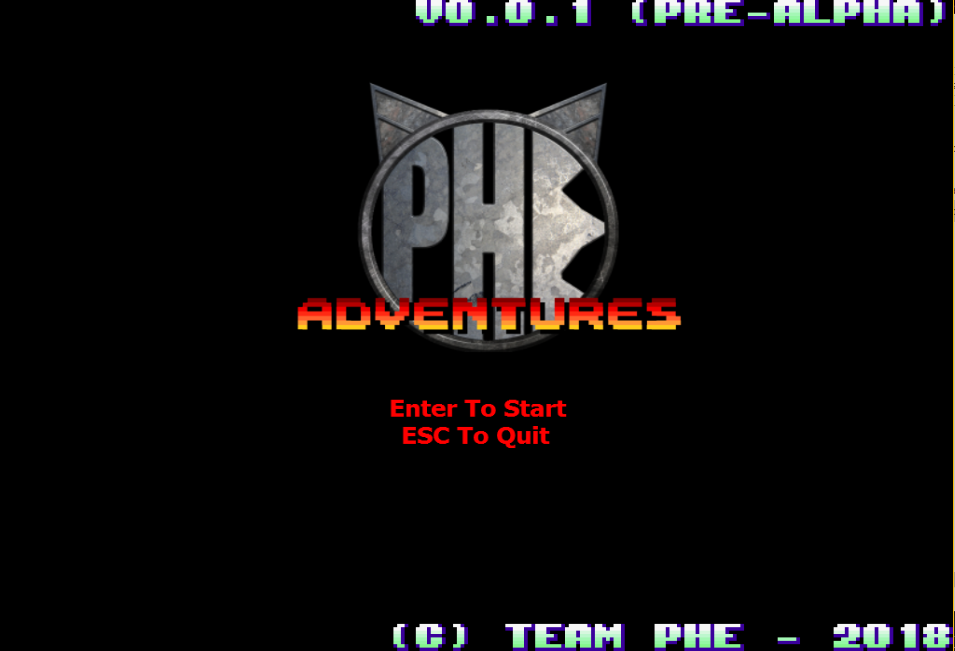 V0.0.1 (PRE-ALPHA)
PHE
ADVENTURES
Enter To Start
ESC To Quit
(C) TEAM PHE - 2018